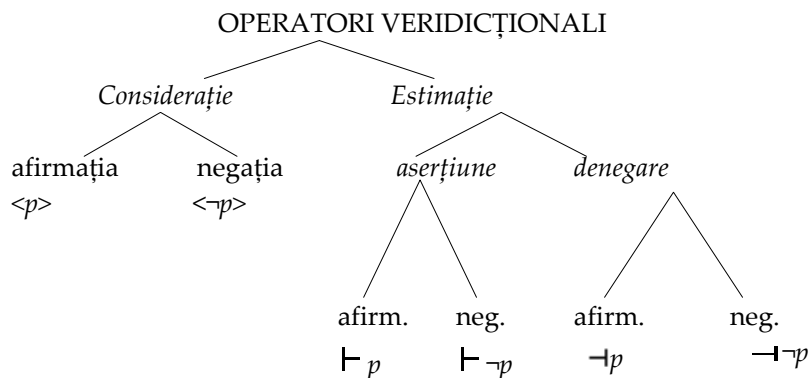 OPERATORI VERIDICȚIONALI
Considerație Estimație
afirmația negația aserțiune denegare
<p> <¬p>
afirm. neg. afirm. neg.
⊢ p ⊢ ¬p ⊣p ⊣¬p